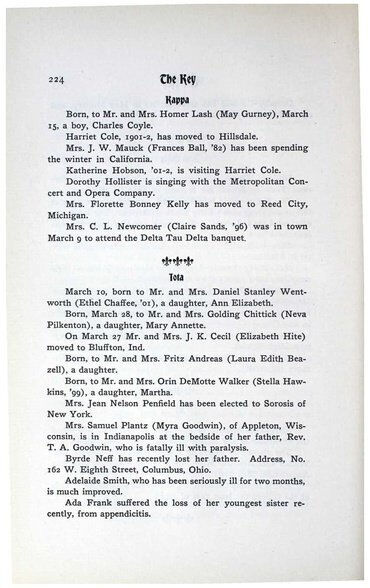 224 The Key
Kappa
Born, to Mr. and Mrs. Homer Lash (May Gurney), March
15, a boy, Charles Coyle.
Harriet Cole, 1901-2, has moved to Hillsdale.
Mrs. J. W. Mauck (Frances Ball, '82) has been spending
the winter in California.
Katherine Hobson, '01-2, is visiting Harriet Cole.
Dorothy Hollister is singing with the Metropolitan Con-
cert and Opera Company.
Mrs. Florette Bonney Kelly has moved to Reed City,
Michigan.
Mrs. C. L. Newcomer (Claire Sands, '96) was in town
March 9 to attend the Delta Tau Delta banquet.
Iota
March 10, born to Mr. and Mrs. Daniel Stanley Went-
worth (Ethel Chaffee, '01), a daughter, Ann Elizabeth.
Born, March 28, to Mr. and Mrs. Golding Chittick (Neva
Pilkenton), a daughter, Mary Annette.
On March 27 Mr. and Mrs. J. K. Cecil (Elizabeth Hite)
moved to Bluffton, Ind.
Born, to Mr. and Mrs. Fritz Andreas (Laura Edith Bea-
zell), a daughter.
Born, to Mr. and Mrs. Orin DeMotte Walker (Stella Haw-
kins, '99), a daughter, Martha.
Mrs. Jean Nelson Penfield has been elected to Sorosis of
New York.
Mrs. Samuel Plantz (Myra Goodwin), of Appleton, Wis-
consin, is in Indianapolis at the bedside of her father, Rev.
T. A. Goodwin, who is fatally ill with paralysis.
Byrde Neff has recently lost her father. Address, No.
162 W. Eighth Street, Columbus, Ohio.
Adelaide Smith, who has been seriously ill for two months,
is much improved.
Ada Frank suffered the loss of her youngest sister re-
cently, from appendicitis.